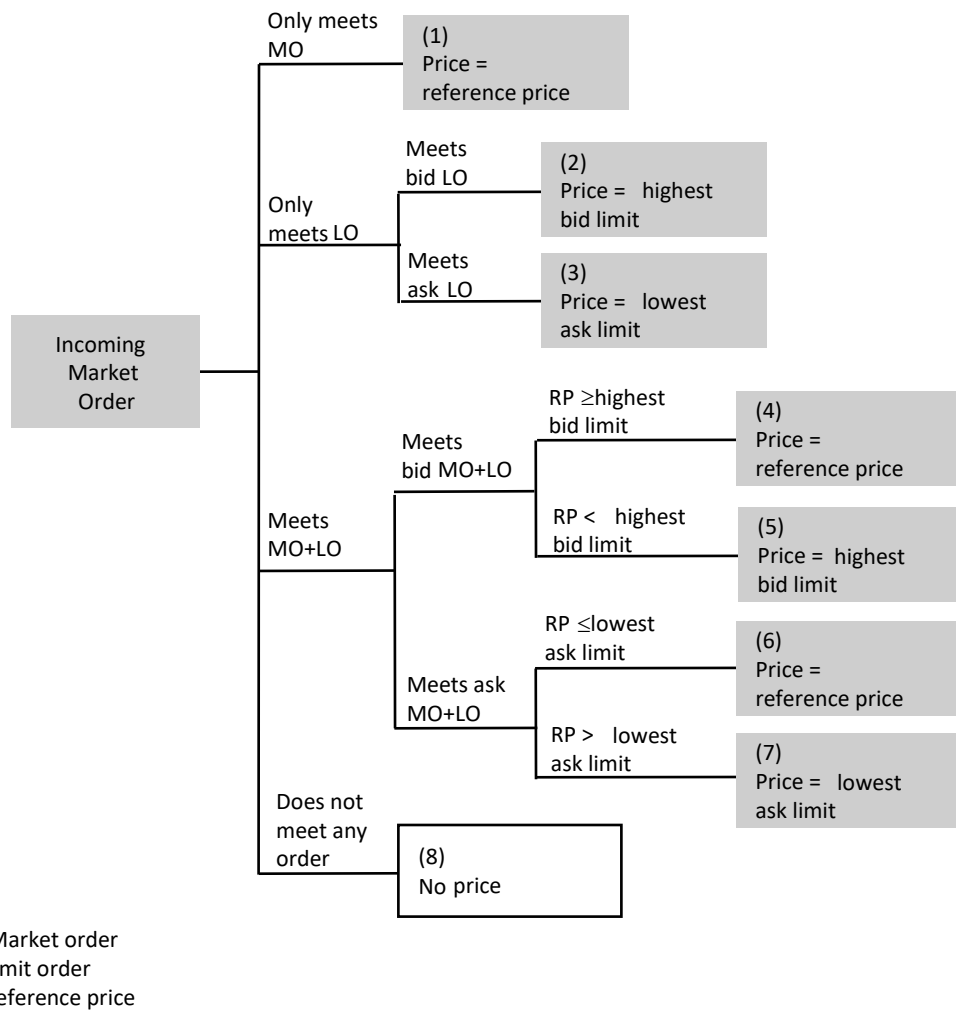 Only meets
MO
(1)
Price =
reference price
Only
meets LO
Meets
bid LO
(2)
Price = highest
bid limit
Meets
ask LO
(3)
Price = lowest
ask limit
Incoming
Market
Order
Meets
MO+LO
Meets
bid MO+LO
RP ≥highest
bid limit
(4)
Price =
reference price
RP < highest
bid limit
(5)
Price = highest
bid limit
Meets ask
MO+LO
RP ≤lowest
ask limit
(6)
Price =
reference price
RP > lowest
ask limit
(7)
Price = lowest
ask limit
Does not
meet any
order
(8)
No price
Market order
order
price